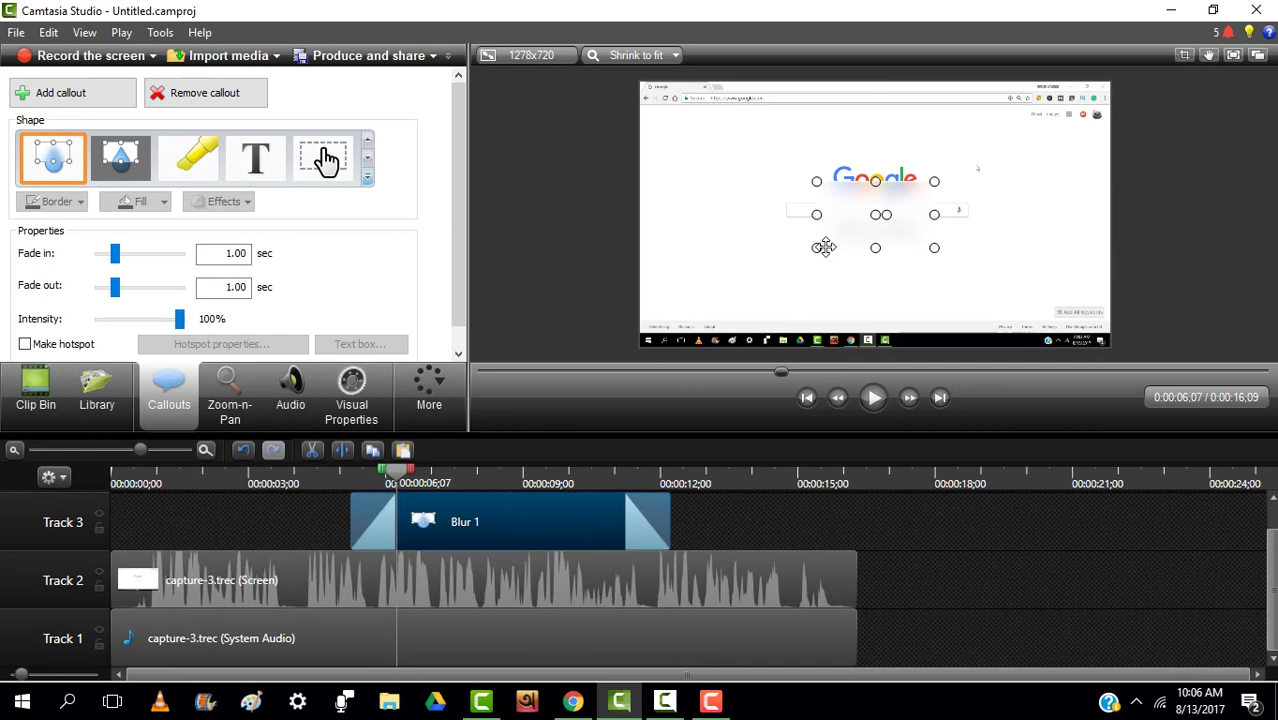 Camtasia Studio - Untitled.camproj
File Edit View Play Tools Help
Record the screen Import media Produce and share
1278x720 Shrink to fit
5
Add callout Remove callout
Shape
T
Border Fill Effects
Properties
Fade in: 1.00 sec
Fade out: 1.00 sec
Intensity: 100%
Make hotspot Hotspot properties... Text box...
Google
Google
Add All Keywords
Clip Bin Library Callouts Zoom-n-Pan Audio Visual Properties More
0:00:06;07 / 0:00:16;09
00:00:00;00 00:00:03;00 00:00:06;07 00:00:09;00 00:00:12;00 00:00:15;00 00:00:18;00 00:00:21;00 00:00:24;00
Track 3 Blur 1
Track 2 capture-3.trec (Screen)
Track 1 capture-3.trec (System Audio)
10:06 AM
8/13/2017
2